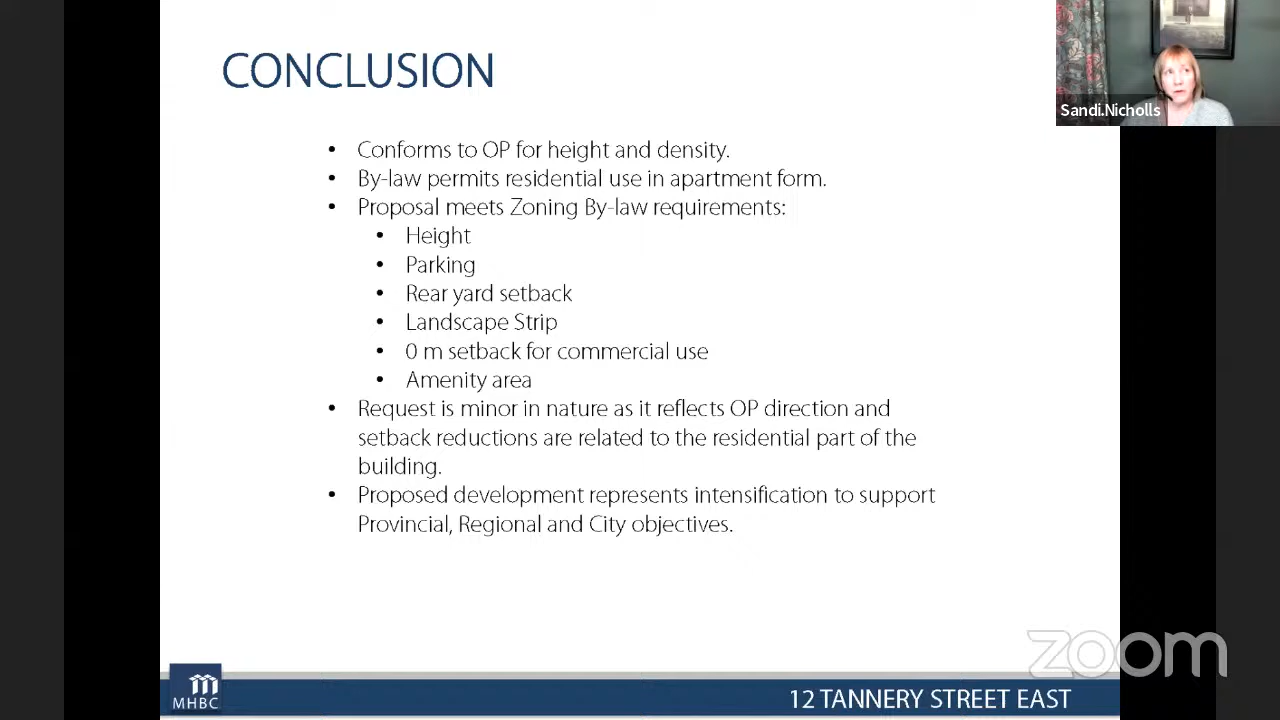 CONCLUSION
Sandi.Nicholls
• Conforms to OP for height and density.
• By-law permits residential use in apartment form.
• Proposal meets Zoning By-law requirements:
• Height
• Parking
• Rear yard setback
• Landscape Strip
• 0 m setback for commercial use
• Amenity area
• Request is minor in nature as it reflects OP direction and
setback reductions are related to the residential part of the
building.
• Proposed development represents intensification to support
Provincial, Regional and City objectives.
zoom
MHBC
12 TANNERY STREET EAST